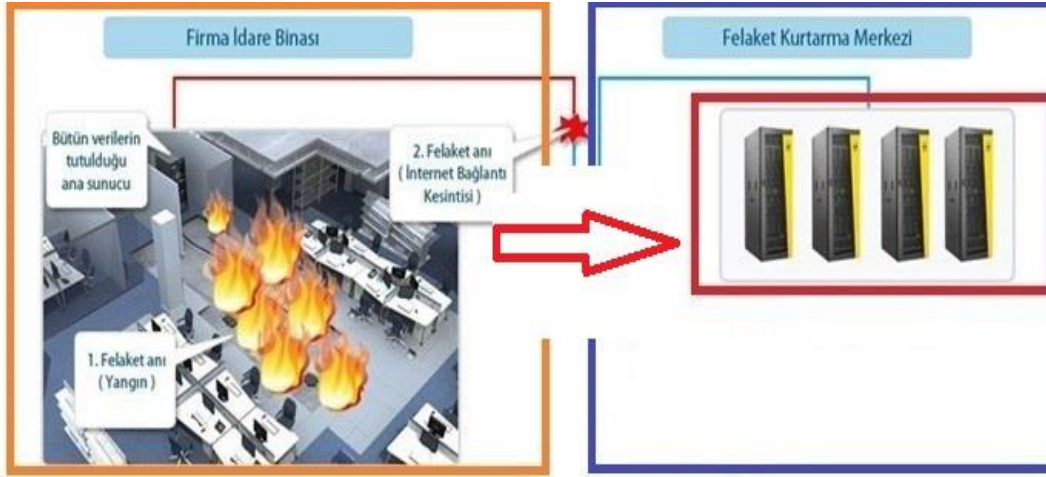 Firma İdare Binası
Felaket Kurtarma Merkezi
Bütün verilerin
tutulduğu
ana sunucu
2. Felaket anı
( İnternet Bağlantı
Kesintisi )
1. Felaket anı
( Yangın )